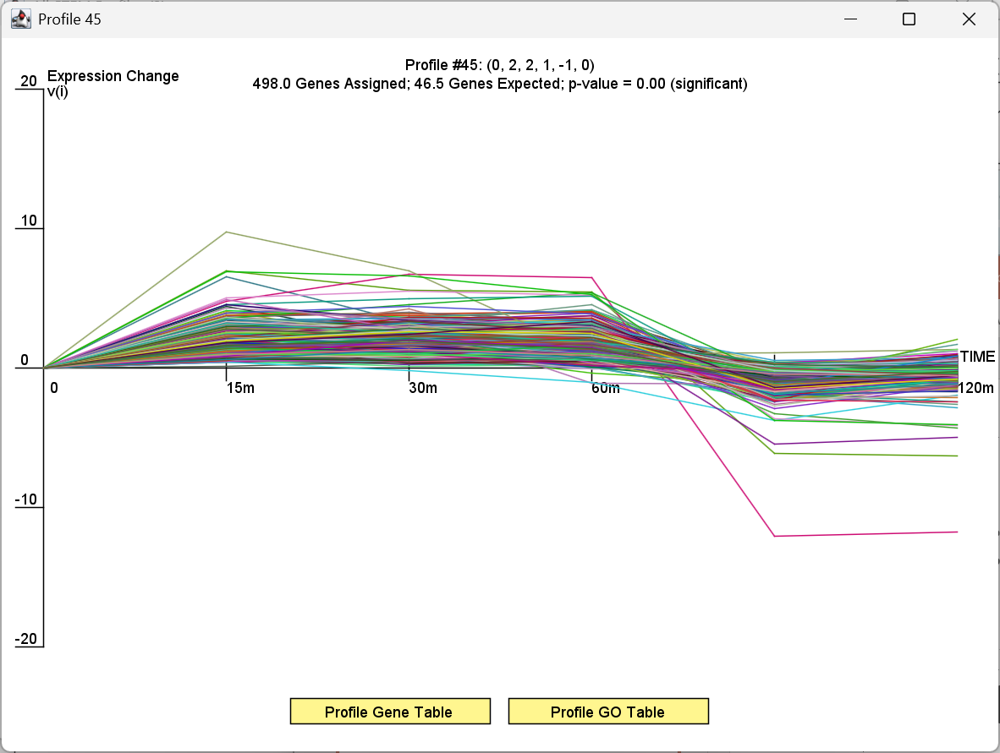 Profile 45
Profile #45: (0, 2, 2, 1, -1, 0)
498.0 Genes Assigned; 46.5 Genes Expected; p-value = 0.00 (significant)
Expression Change
v(i)
20
10
0
-10
-20
0
15m
30m
60m
120m
TIME
Profile Gene Table
Profile GO Table